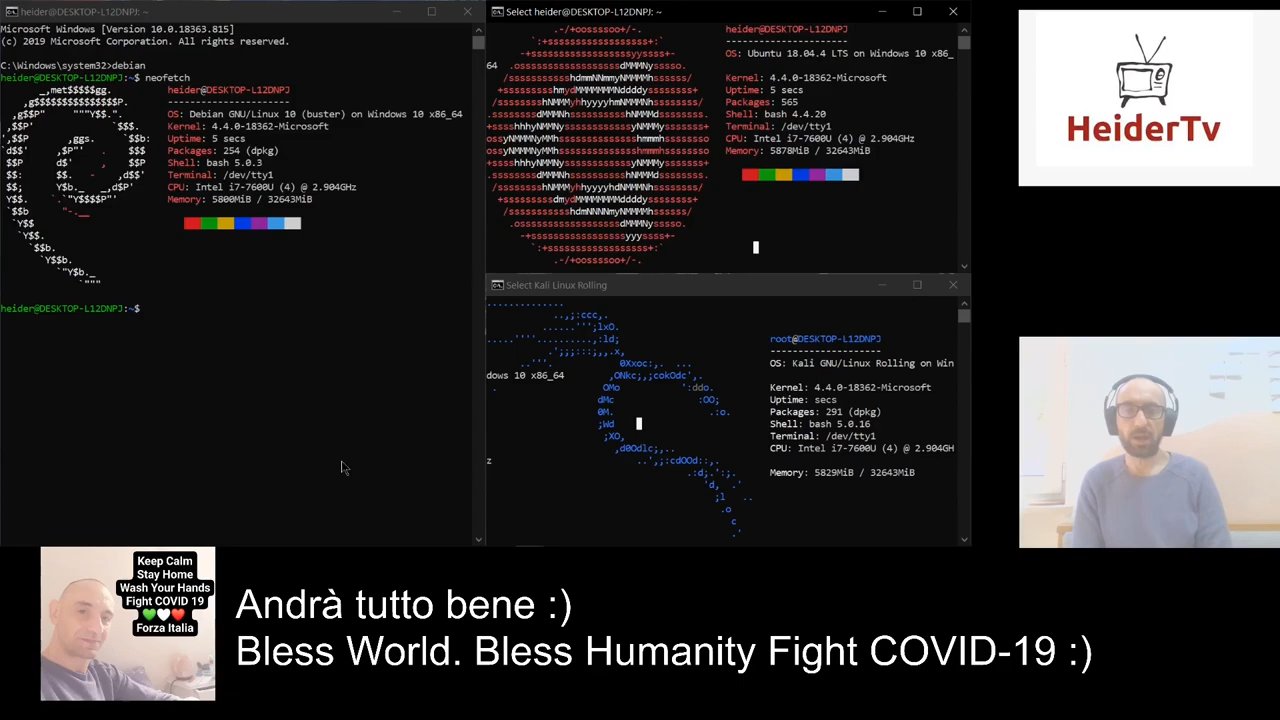 heider@DESKTOP-L12DNPJ: ~
Microsoft Windows [Version 10.0.18363.815]
(c) 2019 Microsoft Corporation. All rights reserved.
C:\Windows\system32>debian
heider@DESKTOP-L12DNPJ:~$ neofetch
heider@DESKTOP-L12DNPJ
----------------------
OS: Debian GNU/Linux 10 (buster) on Windows 10 x86_64
Kernel: 4.4.0-18362-Microsoft
Uptime: 5 secs
Packages: 254 (dpkg)
Shell: bash 5.0.3
Terminal: /dev/tty1
CPU: Intel i7-7600U (4) @ 2.904GHz
Memory: 5800MiB / 32643MiB
heider@DESKTOP-L12DNPJ:~$
Select heider@DESKTOP-L12DNPJ: ~
heider@DESKTOP-L12DNPJ
----------------------
OS: Ubuntu 18.04.4 LTS on Windows 10 x86_
64
Kernel: 4.4.0-18362-Microsoft
Uptime: 5 secs
Packages: 565
Shell: bash 4.4.20
Terminal: /dev/tty1
CPU: Intel i7-7600U (4) @ 2.904GHz
Memory: 5878MiB / 32643MiB
Select Kali Linux Rolling
root@DESKTOP-L12DNPJ
--------------------
OS: Kali GNU/Linux Rolling on Win
dows 10 x86_64
Kernel: 4.4.0-18362-Microsoft
Uptime: secs
Packages: 291 (dpkg)
Shell: bash 5.0.16
Terminal: /dev/tty1
CPU: Intel i7-7600U (4) @ 2.904GH
z
Memory: 5829MiB / 32643MiB
HeiderTv
Keep Calm
Stay Home
Wash Your Hands
Fight COVID 19
💚🤍❤️
Forza Italia
Andrà tutto bene :)
Bless World. Bless Humanity Fight COVID-19 :)